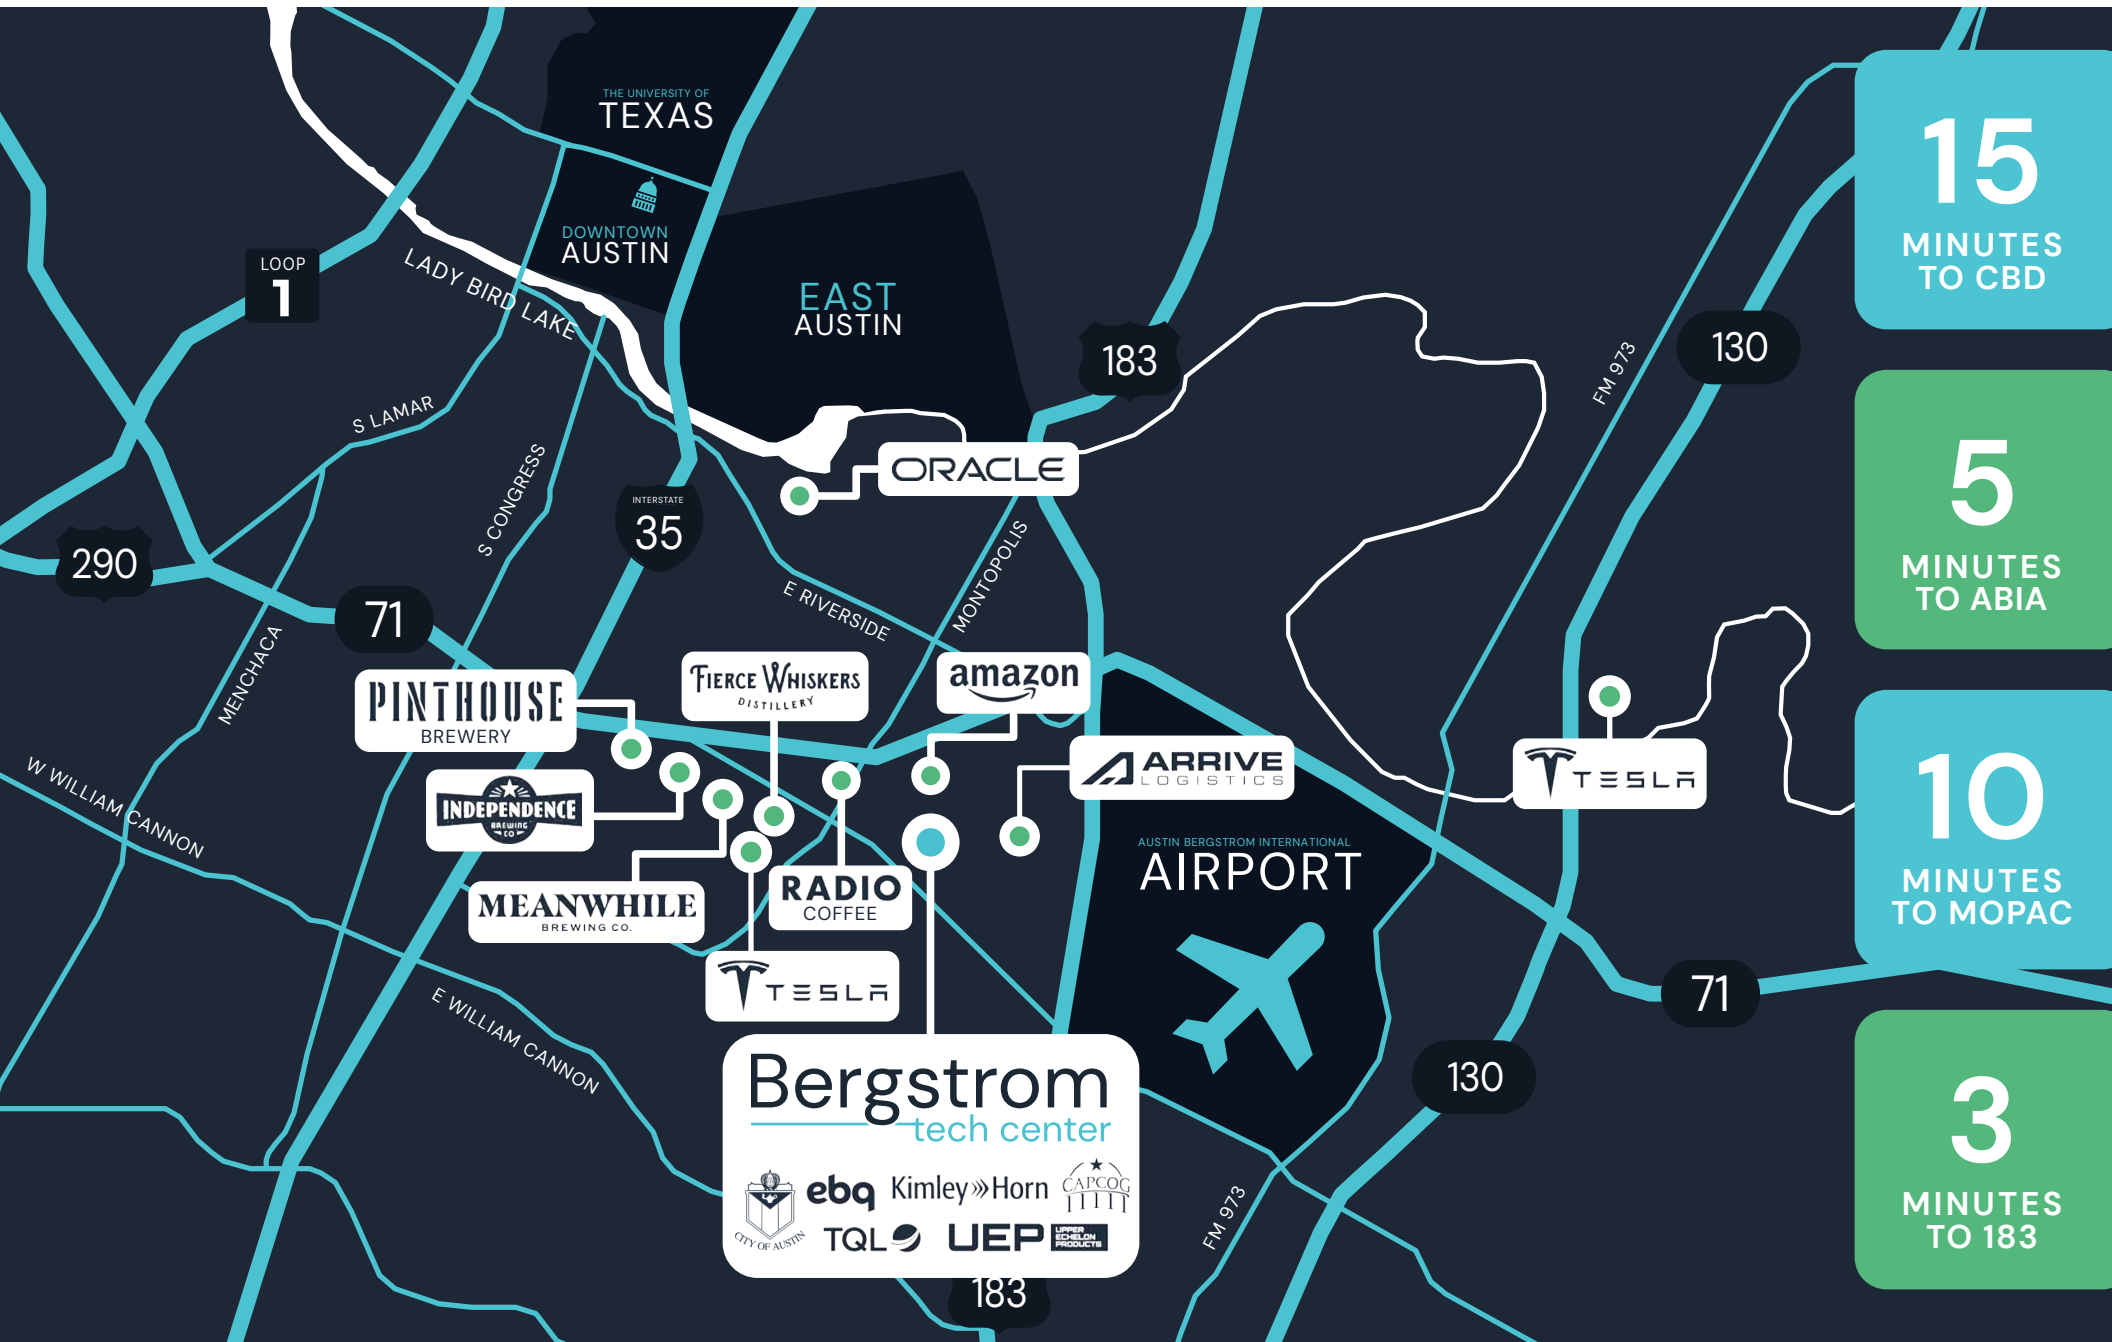 THE UNIVERSITY OF
TEXAS
DOWNTOWN
AUSTIN
EAST
AUSTIN
LOOP
1
LADY BIRD LAKE
183
130
FM 973
S LAMAR
S CONGRESS
ORACLE
INTERSTATE
35
290
71
MENCHACA
E RIVERSIDE
MONTOPOLIS
PINTHOUSE
BREWERY
FIERCE WHISKERS
DISTILLERY
amazon
INDEPENDENCE
BREWING
CO
ARRIVE
LOGISTICS
TESLA
W WILLIAM CANNON
MEANWHILE
BREWING CO.
RADIO
COFFEE
TESLA
AUSTIN BERGSTROM INTERNATIONAL
AIRPORT
E WILLIAM CANNON
71
130
FM 973
Bergstrom
tech center
CITY OF AUSTIN
ebq
Kimley»Horn
CAPCOG
TQL
UEP
UPPER
ECHELON
PRODUCTS
183
15
MINUTES
TO CBD
5
MINUTES
TO ABIA
10
MINUTES
TO MOPAC
3
MINUTES
TO 183